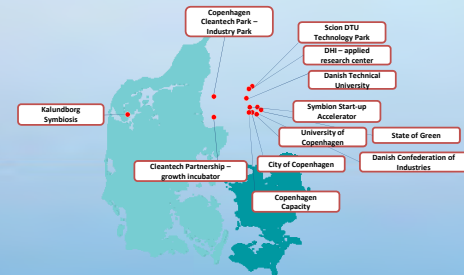 Copenhagen
Cleantech Park –
Industry Park
Scion DTU
Technology Park
DHI – applied
research center
Danish Technical
University
Kalundborg
Symbiosis
Symbion Start-up
Accelerator
University of
Copenhagen
State of Green
Cleantech Partnership –
growth incubator
City of Copenhagen
Danish Confederation of
Industries
Copenhagen
Capacity